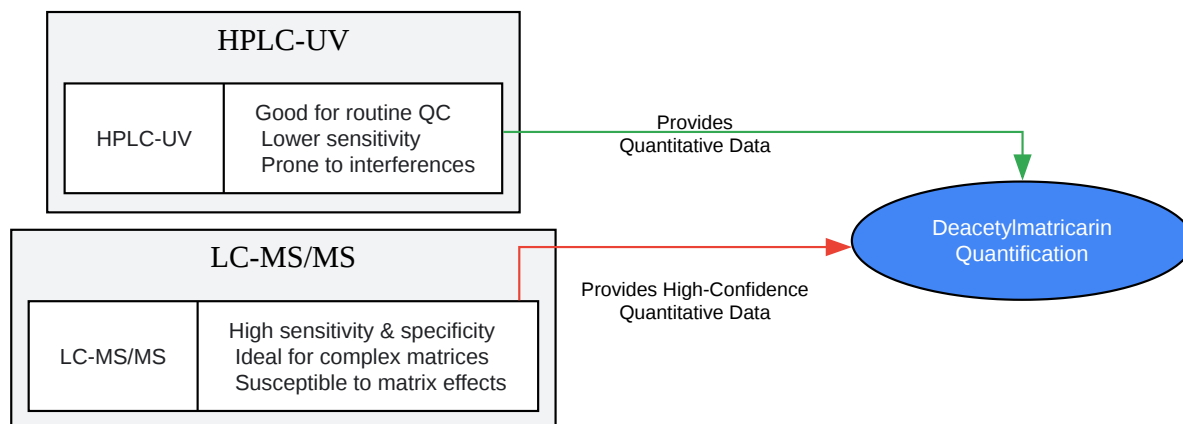 HPLC-UV
HPLC-UV
Good for routine QC
Lower sensitivity
Prone to interferences
Provides
Quantitative Data
LC-MS/MS
LC-MS/MS
High sensitivity & specificity
Ideal for complex matrices
Susceptible to matrix effects
Provides High-Confidence
Quantitative Data
Deacetylmatricarin
Quantification